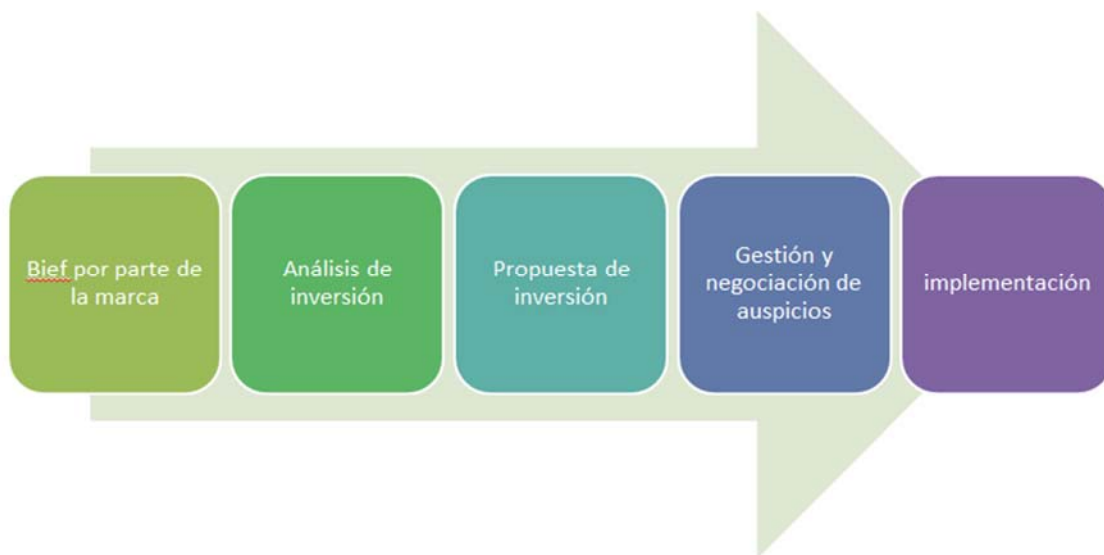 Bief por parte de
la marca
Análisis de
inversión
Propuesta de
inversión
Gestión y
negociación de
auspicios
implementación